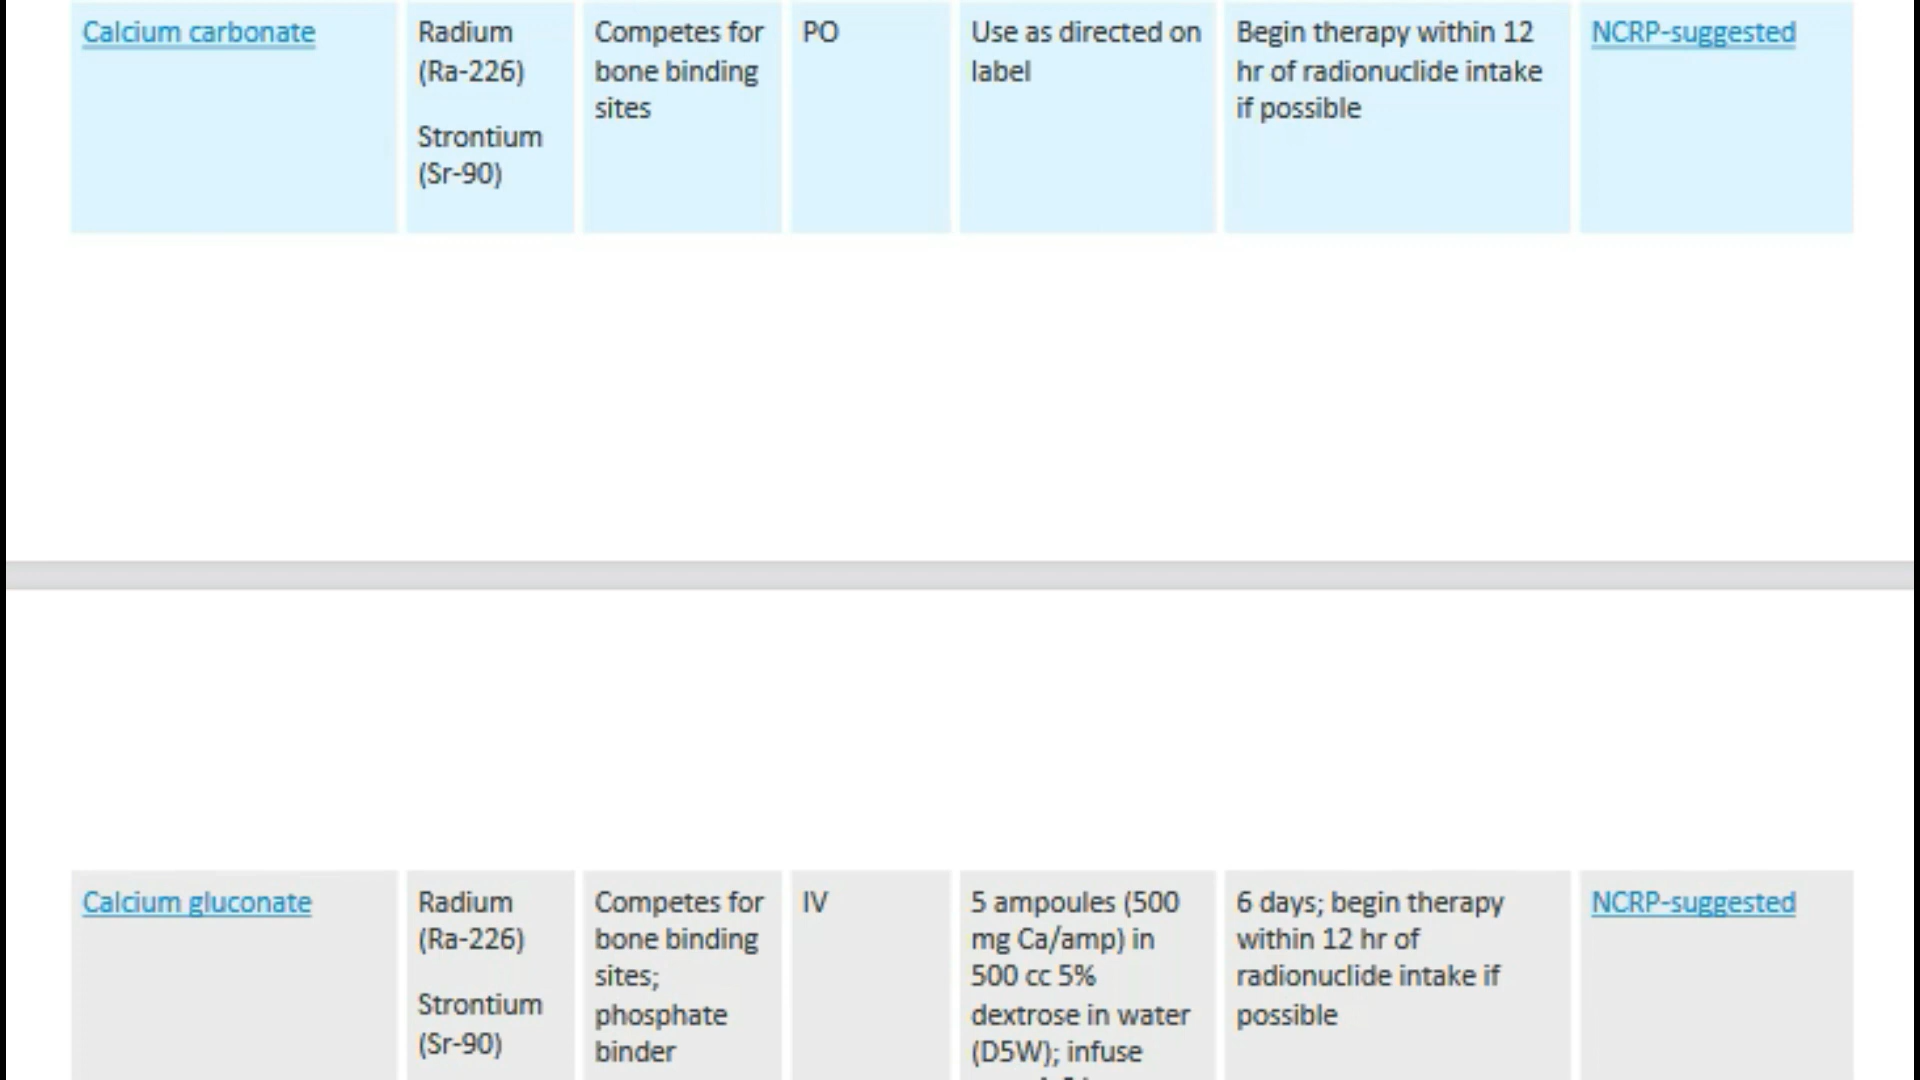 Calcium carbonate
Radium
(Ra-226)
Strontium
(Sr-90)
Competes for
bone binding
sites
PO
Use as directed on
label
Begin therapy within 12
hr of radionuclide intake
if possible
NCRP-suggested
Calcium gluconate
Radium
(Ra-226)
Strontium
(Sr-90)
Competes for
bone binding
sites;
phosphate
binder
IV
5 ampoules (500
mg Ca/amp) in
500 cc 5%
dextrose in water
(D5W); infuse
6 days; begin therapy
within 12 hr of
radionuclide intake if
possible
NCRP-suggested